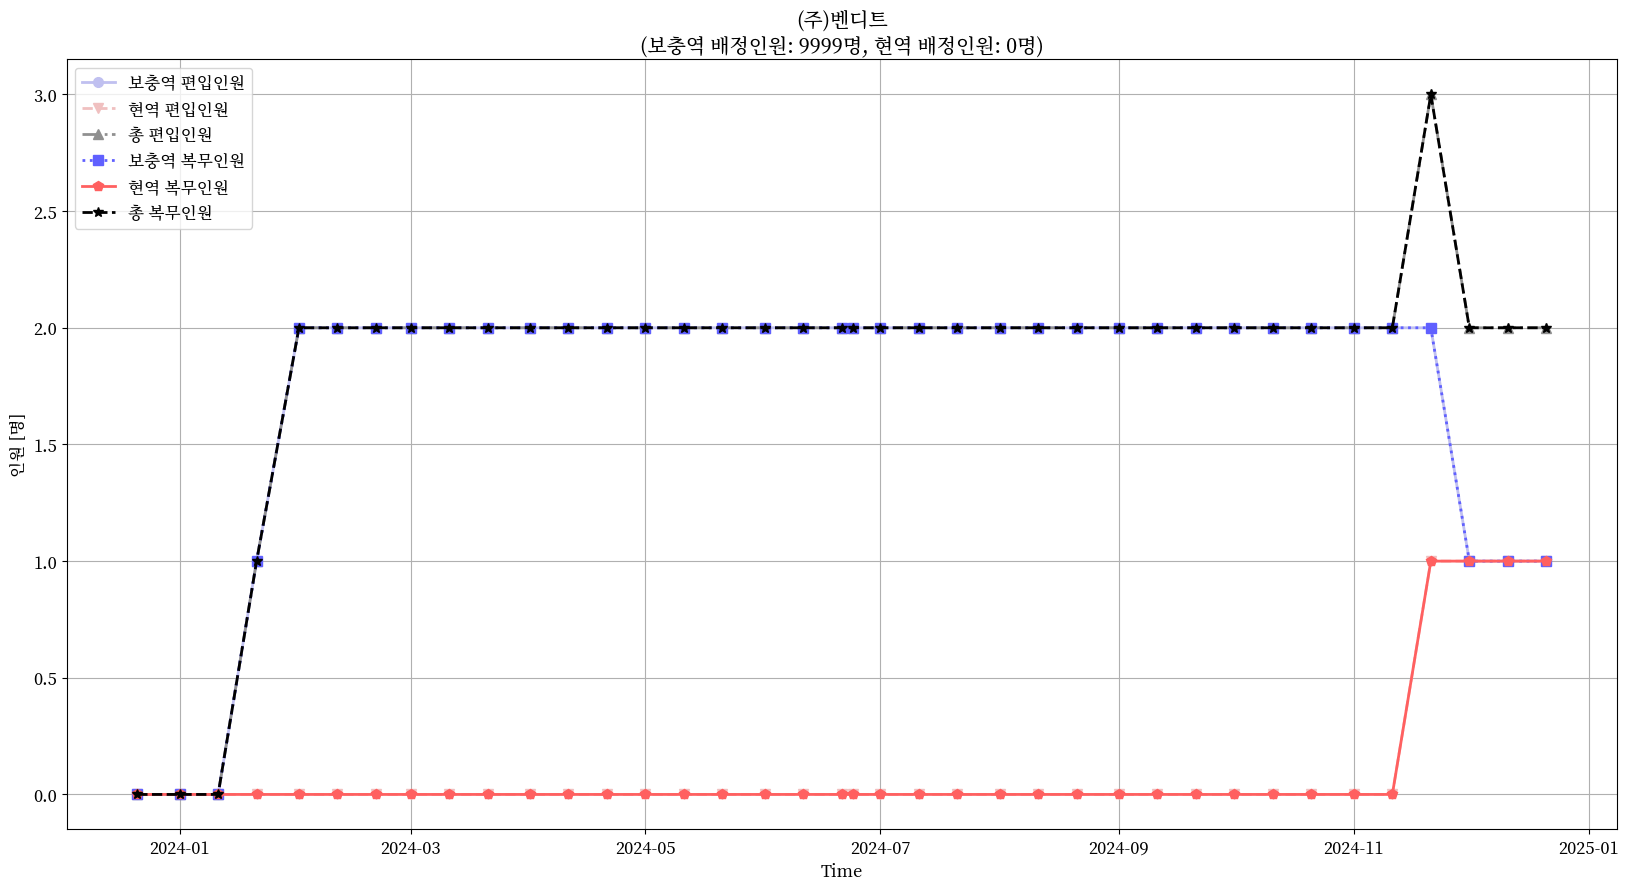 (주)벤디트
(보충역 배정인원: 9999명, 현역 배정인원: 0명)
보충역 편입인원
현역 편입인원
총 편입인원
보충역 복무인원
현역 복무인원
총 복무인원
3.0
2.5
2.0
1.5
1.0
0.5
0.0
인원 [명]
2024-01
2024-03
2024-05
2024-07
2024-09
2024-11
2025-01
Time